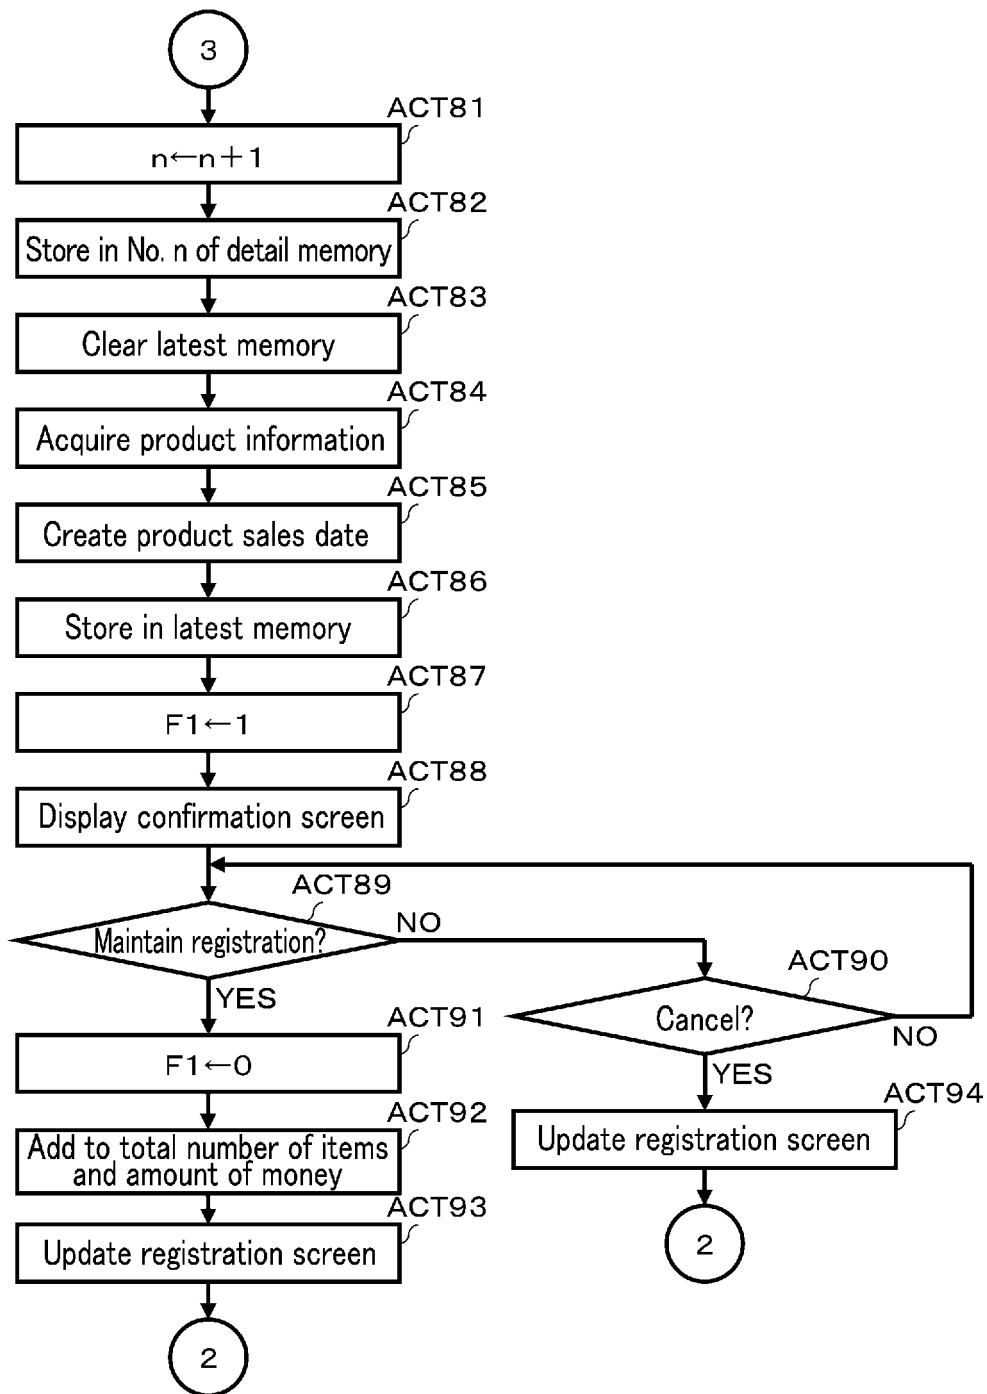 3
ACT81
n←n+1
ACT82
Store in No. n of detail memory
ACT83
Clear latest memory
ACT84
Acquire product information
ACT85
Create product sales date
ACT86
Store in latest memory
ACT87
F1←1
ACT88
Display confirmation screen
ACT89
Maintain registration?
NO
YES
ACT90
Cancel?
NO
YES
ACT91
F1←0
ACT92
Add to total number of items
and amount of money
ACT93
Update registration screen
2
ACT94
Update registration screen
2